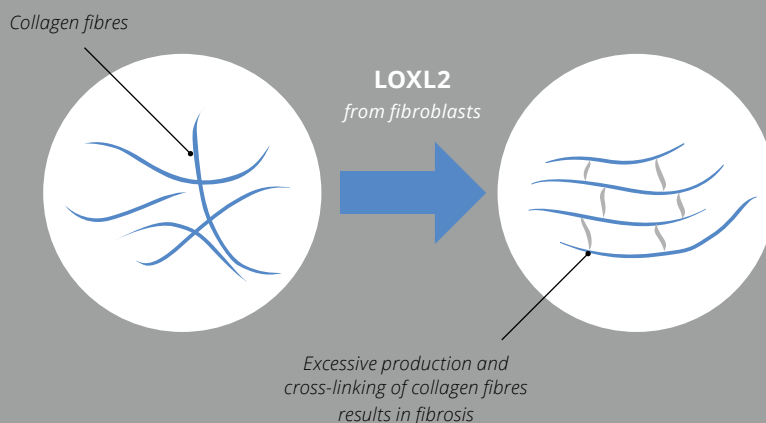 Collagen fibres
LOXL2
from fibroblasts
Excessive production and
cross-linking of collagen fibres
results in fibrosis